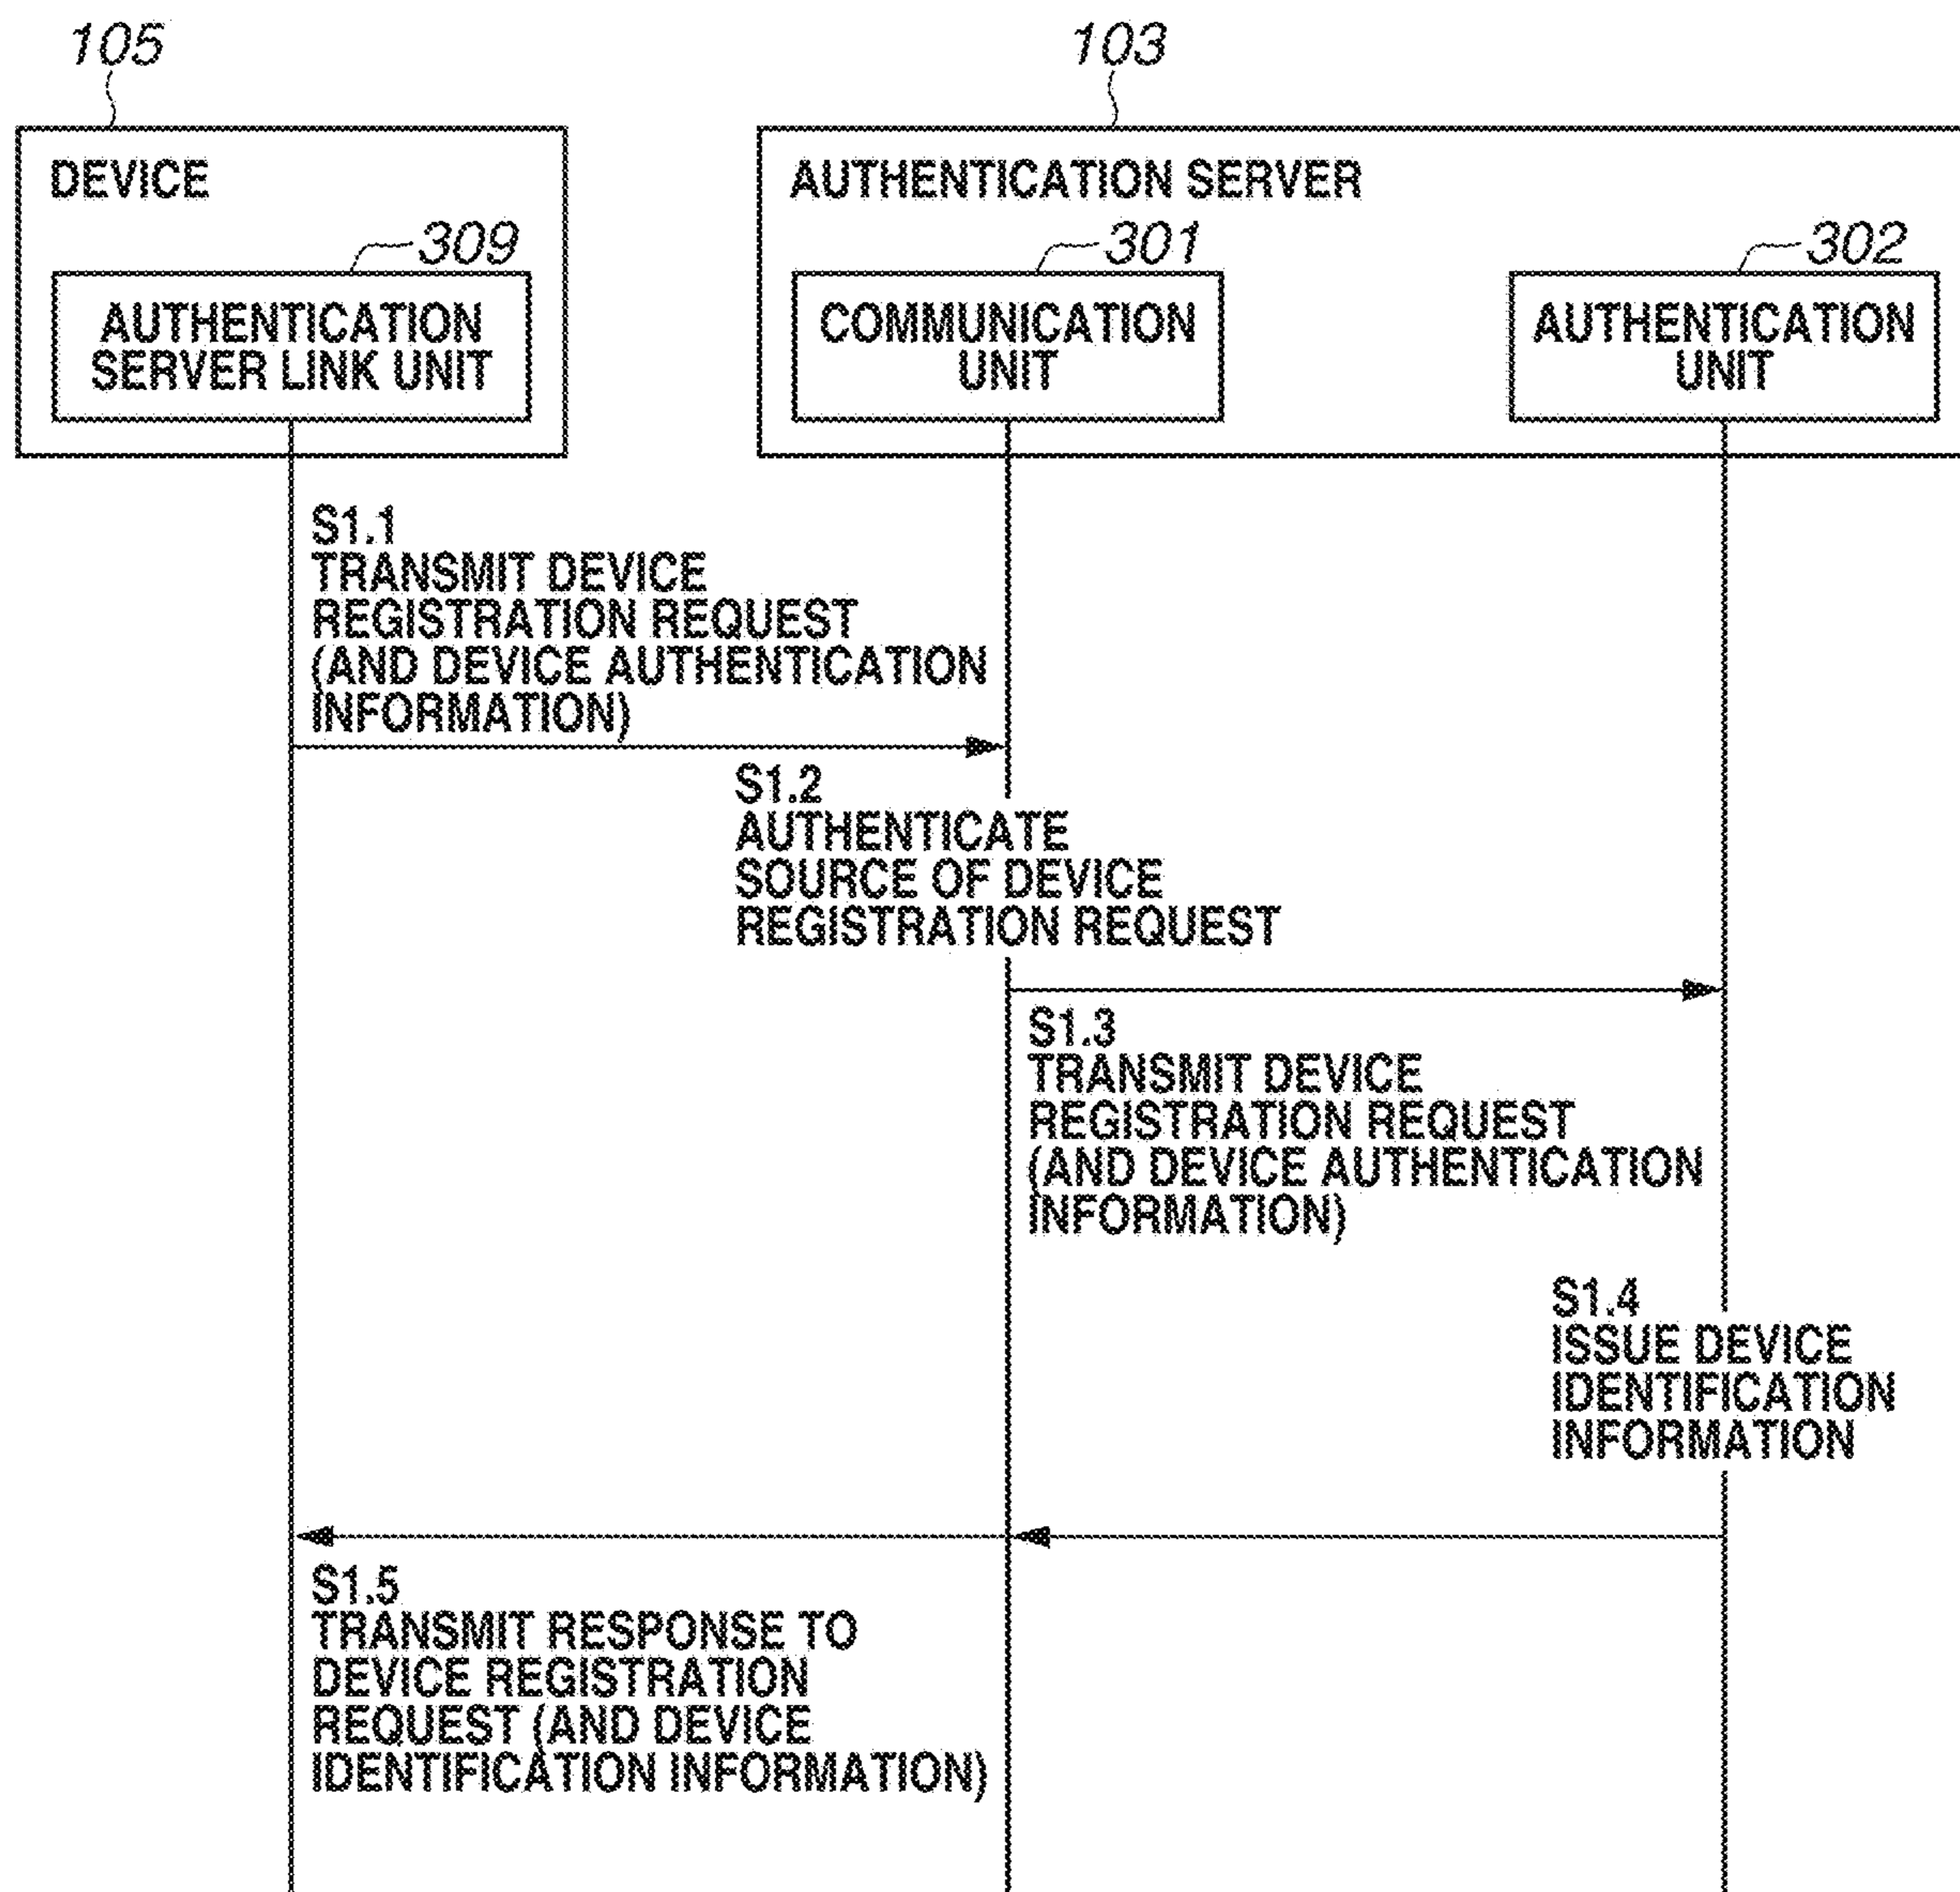 105
103
DEVICE
AUTHENTICATION SERVER
309
301
302
AUTHENTICATION
SERVER LINK UNIT
COMMUNICATION
UNIT
AUTHENTICATION
UNIT
S1.1
TRANSMIT DEVICE
REGISTRATION REQUEST
(AND DEVICE AUTHENTICATION
INFORMATION)
S1.2
AUTHENTICATE
SOURCE OF DEVICE
REGISTRATION REQUEST
S1.3
TRANSMIT DEVICE
REGISTRATION REQUEST
(AND DEVICE AUTHENTICATION
INFORMATION)
S1.4
ISSUE DEVICE
IDENTIFICATION
INFORMATION
S1.5
TRANSMIT RESPONSE TO
DEVICE REGISTRATION
REQUEST (AND DEVICE
IDENTIFICATION INFORMATION)